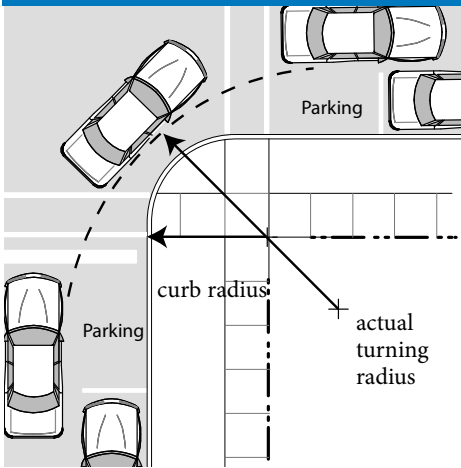 Parking
curb radius
Parking
actual
turning
radius